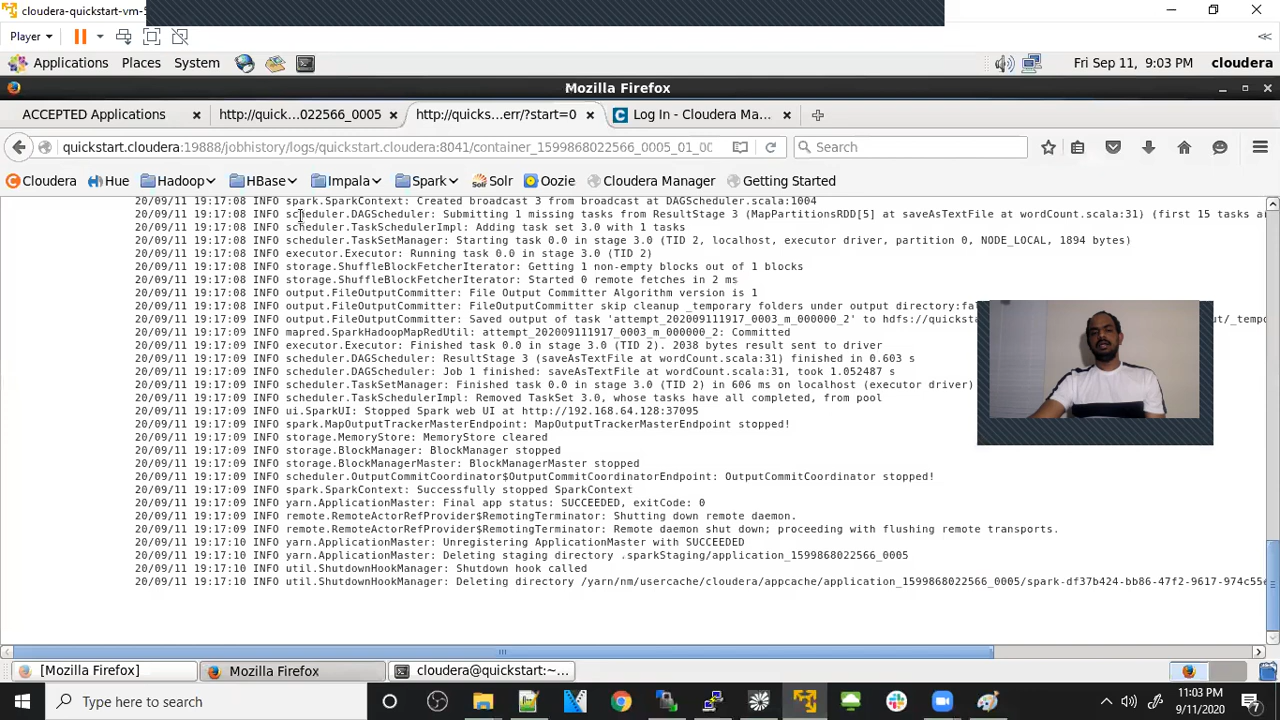 cloudera-quickstart-vm-5
Player
Applications Places System Fri Sep 11, 9:03 PM cloudera
Mozilla Firefox
ACCEPTED Applications http://quick...022566_0005 http://quicks...err/?start=0 Log In - Cloudera Ma...
quickstart.cloudera:19888/jobhistory/logs/quickstart.cloudera:8041/container_1599868022566_0005_01_00 Search
Cloudera Hue Hadoop HBase Impala Spark Solr Oozie Cloudera Manager Getting Started
20/09/11 19:17:08 INFO spark.SparkContext: Created broadcast 3 from broadcast at DAGScheduler.scala:1004
20/09/11 19:17:08 INFO scheduler.DAGScheduler: Submitting 1 missing tasks from ResultStage 3 (MapPartitionsRDD[5] at saveAsTextFile at wordCount.scala:31) (first 15 tasks ar
20/09/11 19:17:08 INFO scheduler.TaskSchedulerImpl: Adding task set 3.0 with 1 tasks
20/09/11 19:17:08 INFO scheduler.TaskSetManager: Starting task 0.0 in stage 3.0 (TID 2, localhost, executor driver, partition 0, NODE_LOCAL, 1894 bytes)
20/09/11 19:17:08 INFO executor.Executor: Running task 0.0 in stage 3.0 (TID 2)
20/09/11 19:17:08 INFO storage.ShuffleBlockFetcherIterator: Getting 1 non-empty blocks out of 1 blocks
20/09/11 19:17:08 INFO storage.ShuffleBlockFetcherIterator: Started 0 remote fetches in 2 ms
20/09/11 19:17:08 INFO output.FileOutputCommitter: File Output Committer Algorithm version is 1
20/09/11 19:17:08 INFO output.FileOutputCommitter: FileOutputCommitter skip cleanup _temporary folders under output directory:fa
20/09/11 19:17:08 INFO output.FileOutputCommitter: Saved output of task 'attempt_202009111917_0003_m_000000_2' to hdfs://quicksta ut/_tempo
20/09/11 19:17:08 INFO mapred.SparkHadoopMapRedUtil: attempt_202009111917_0003_m_000000_2: Committed
20/09/11 19:17:08 INFO executor.Executor: Finished task 0.0 in stage 3.0 (TID 2). 2038 bytes result sent to driver
20/09/11 19:17:08 INFO scheduler.DAGScheduler: ResultStage 3 (saveAsTextFile at wordCount.scala:31) finished in 0.603 s
20/09/11 19:17:08 INFO scheduler.DAGScheduler: Job 1 finished: saveAsTextFile at wordCount.scala:31, took 1.052487 s
20/09/11 19:17:08 INFO scheduler.TaskSetManager: Finished task 0.0 in stage 3.0 (TID 2) in 606 ms on localhost (executor driver)
20/09/11 19:17:08 INFO scheduler.TaskSchedulerImpl: Removed TaskSet 3.0, whose tasks have all completed, from pool
20/09/11 19:17:09 INFO ui.SparkUI: Stopped Spark web UI at http://192.168.64.128:37095
20/09/11 19:17:09 INFO spark.MapOutputTrackerMasterEndpoint: MapOutputTrackerMasterEndpoint stopped!
20/09/11 19:17:09 INFO storage.MemoryStore: MemoryStore cleared
20/09/11 19:17:09 INFO storage.BlockManager: BlockManager stopped
20/09/11 19:17:09 INFO storage.BlockManagerMaster: BlockManagerMaster stopped
20/09/11 19:17:09 INFO scheduler.OutputCommitCoordinator$OutputCommitCoordinatorEndpoint: OutputCommitCoordinator stopped!
20/09/11 19:17:09 INFO spark.SparkContext: Successfully stopped SparkContext
20/09/11 19:17:09 INFO yarn.ApplicationMaster: Final app status: SUCCEEDED, exitCode: 0
20/09/11 19:17:09 INFO remote.RemoteActorRefProvider$RemotingTerminator: Shutting down remote daemon.
20/09/11 19:17:09 INFO remote.RemoteActorRefProvider$RemotingTerminator: Remote daemon shut down; proceeding with flushing remote transports.
20/09/11 19:17:10 INFO yarn.ApplicationMaster: Unregistering ApplicationMaster with SUCCEEDED
20/09/11 19:17:10 INFO yarn.ApplicationMaster: Deleting staging directory .sparkStaging/application_1599868022566_0005
20/09/11 19:17:10 INFO util.ShutdownHookManager: Shutdown hook called
20/09/11 19:17:10 INFO util.ShutdownHookManager: Deleting directory /yarn/nm/usercache/cloudera/appcache/application_1599868022566_0005/spark-df37b424-bb86-47f2-9617-974c55e
[Mozilla Firefox] Mozilla Firefox cloudera@quickstart:~...
Type here to search 11:03 PM
9/11/2020